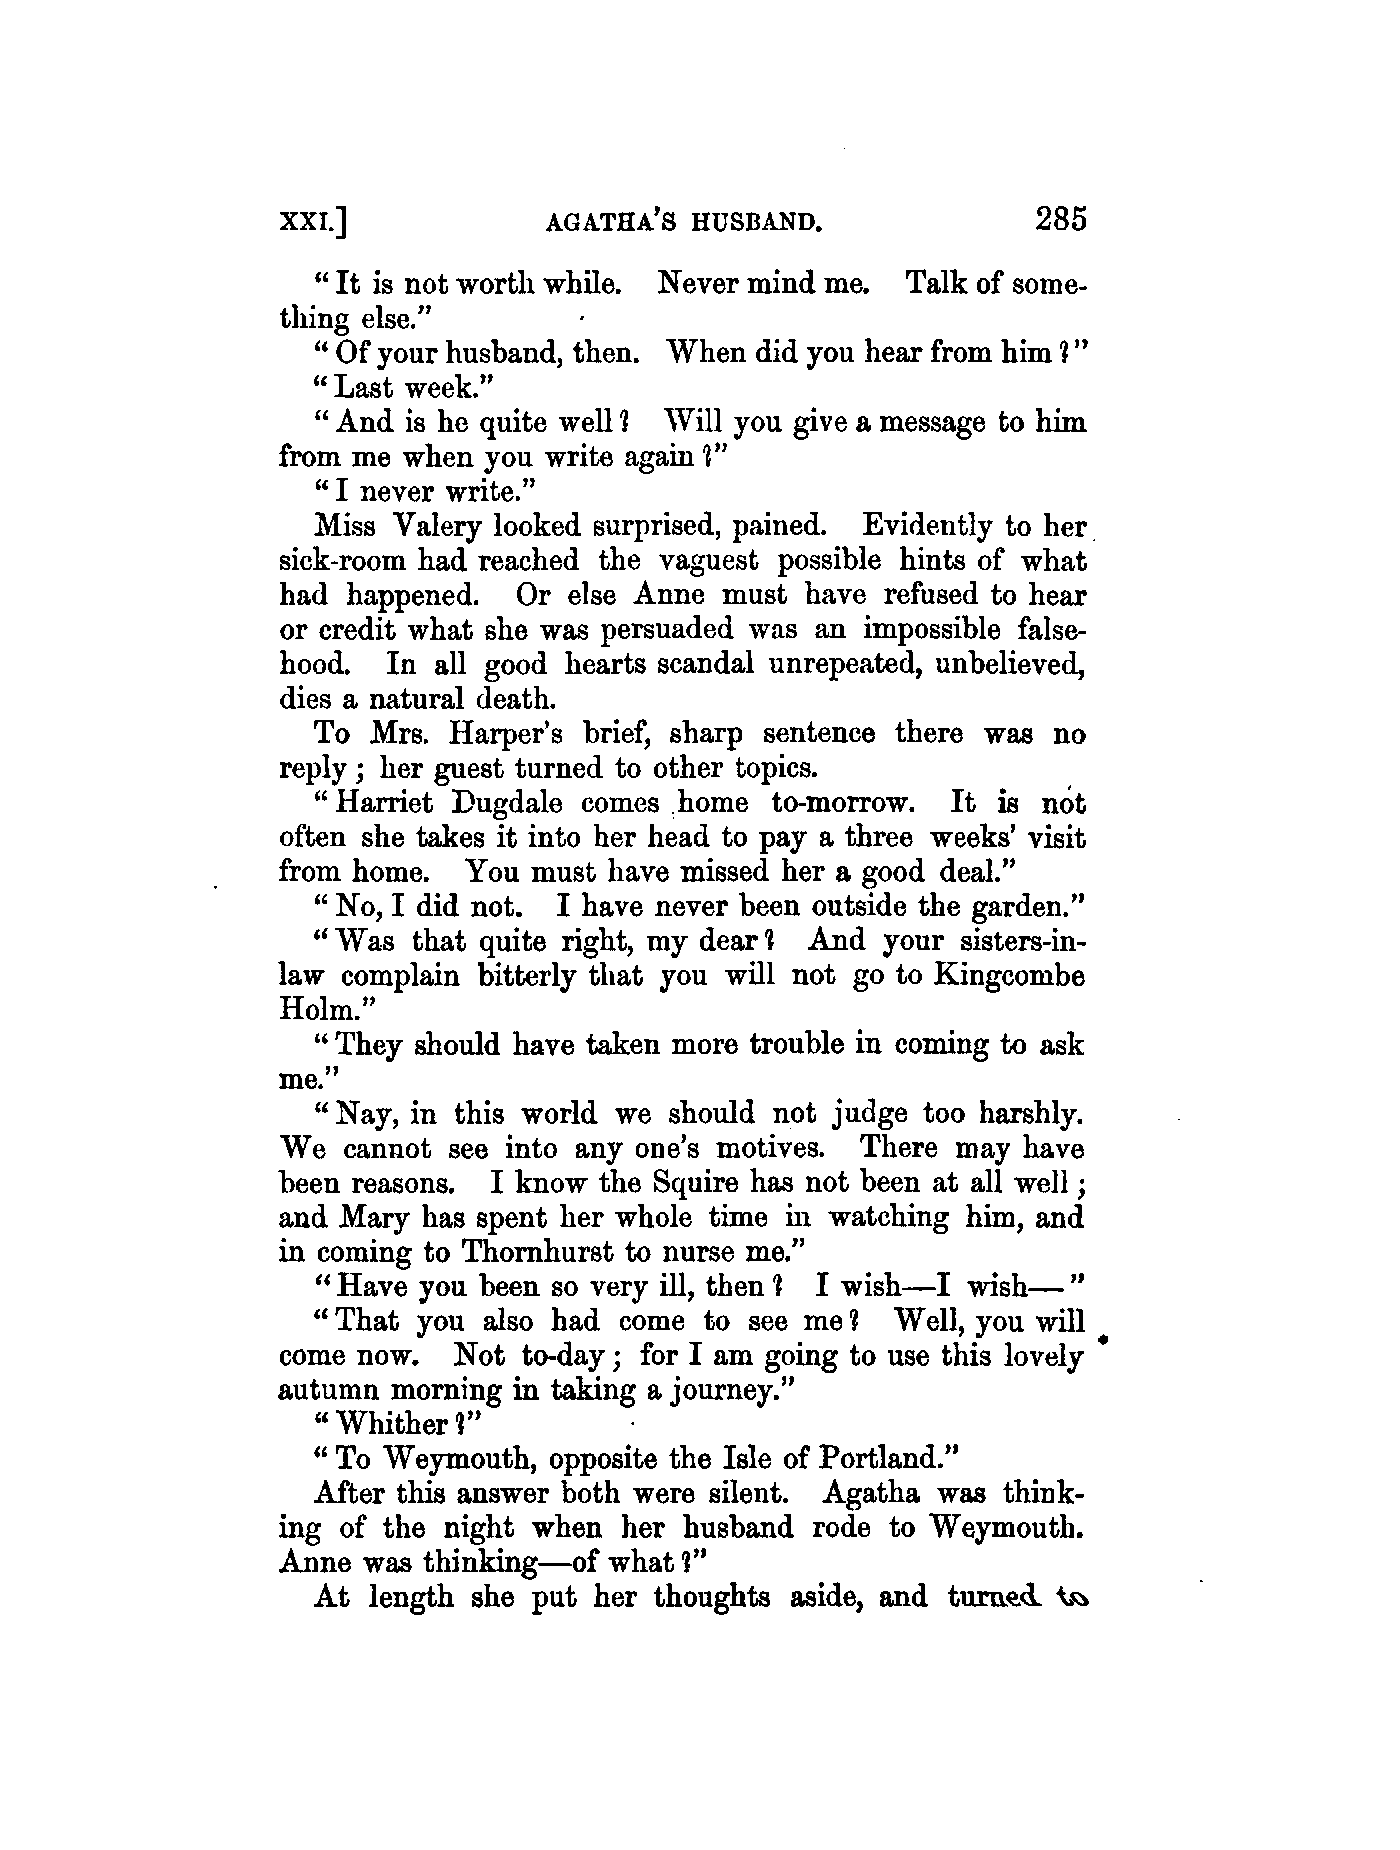 XXI.] AGATHA'S HUSBAND. 285
"It is not worth while. Never mind me. Talk of some-
thing else."
"Of your husband, then. When did you hear from him?"
"Last week."
"And is he quite well? Will you give a message to him
from me when you write again?"
"I never write."
Miss Valery looked surprised, pained. Evidently to her
sick-room had reached the vaguest possible hints of what
had happened. Or else Anne must have refused to hear
or credit what she was persuaded was an impossible false-
hood. In all good hearts scandal unrepeated, unbelieved,
dies a natural death.
To Mrs. Harper's brief, sharp sentence there was no
reply; her guest turned to other topics.
"Harriet Dugdale comes home to-morrow. It is not
often she takes it into her head to pay a three weeks' visit
from home. You must have missed her a good deal."
"No, I did not. I have never been outside the garden."
"Was that quite right, my dear? And your sisters-in-
law complain bitterly that you will not go to Kingcombe
Holm."
"They should have taken more trouble in coming to ask
me."
"Nay, in this world we should not judge too harshly.
We cannot see into any one's motives. There may have
been reasons. I know the Squire has not been at all well;
and Mary has spent her whole time in watching him, and
in coming to Thornhurst to nurse me."
"Have you been so very ill, then? I wish—I wish—"
"That you also had come to see me? Well, you will
come now. Not to-day; for I am going to use this lovely
autumn morning in taking a journey."
"Whither?"
"To Weymouth, opposite the Isle of Portland."
After this answer both were silent. Agatha was think-
ing of the night when her husband rode to Weymouth.
Anne was thinking—of what?"
At length she put her thoughts aside, and turned to